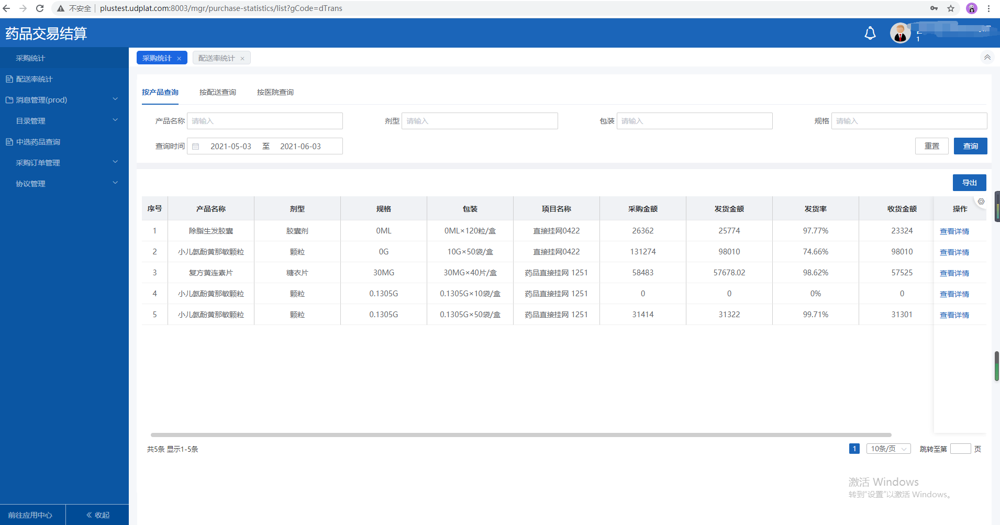 不安全 plustest.udplat.com:8003/mgr/purchase-statistics/list?gCode=dTrans
药品交易结算
1
采购统计
配送率统计
消息管理(prod)
目录管理
中选药品查询
采购订单管理
协议管理
前往应用中心 收起
采购统计 × 配送率统计 ×
按产品查询 按配送查询 按医院查询
产品名称 请输入 剂型 请输入 包装 请输入 规格 请输入
查询时间 2021-05-03 至 2021-06-03 重置 查询
导出
序号 产品名称 剂型 规格 包装 项目名称 采购金额 发货金额 发货率 收货金额 操作
1 除脂生发胶囊 胶囊剂 0ML 0ML×120粒/盒 直接挂网0422 26362 25774 97.77% 23324 查看详情
2 小儿氨酚黄那敏颗粒 颗粒 0G 10G×50袋/盒 直接挂网0422 131274 98010 74.66% 98010 查看详情
3 复方黄连素片 糖衣片 30MG 30MG×40片/盒 药品直接挂网 1251 58483 57678.02 98.62% 57525 查看详情
4 小儿氨酚黄那敏颗粒 颗粒 0.1305G 0.1305G×10袋/盒 药品直接挂网 1251 0 0 0% 0 查看详情
5 小儿氨酚黄那敏颗粒 颗粒 0.1305G 0.1305G×50袋/盒 药品直接挂网 1251 31414 31322 99.71% 31301 查看详情
共5条 显示1-5条 1 10条/页 跳转至第 页
激活 Windows
转到"设置"以激活 Windows。